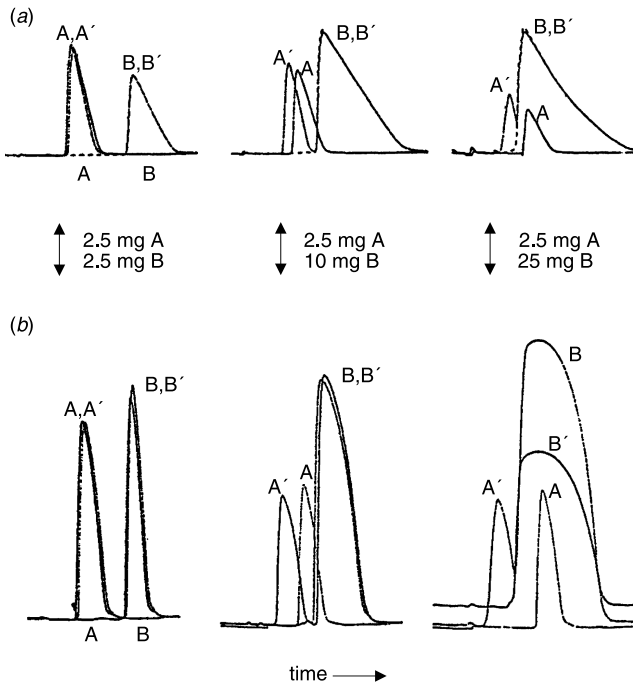 (a)
A,A´
B,B´
A
B
A´
A
B,B´
B,B´
A´
A
2.5 mg A
2.5 mg B
2.5 mg A
10 mg B
2.5 mg A
25 mg B
(b)
A,A´
B,B´
A
B
B,B´
A´
A
B
B´
A´
A
time